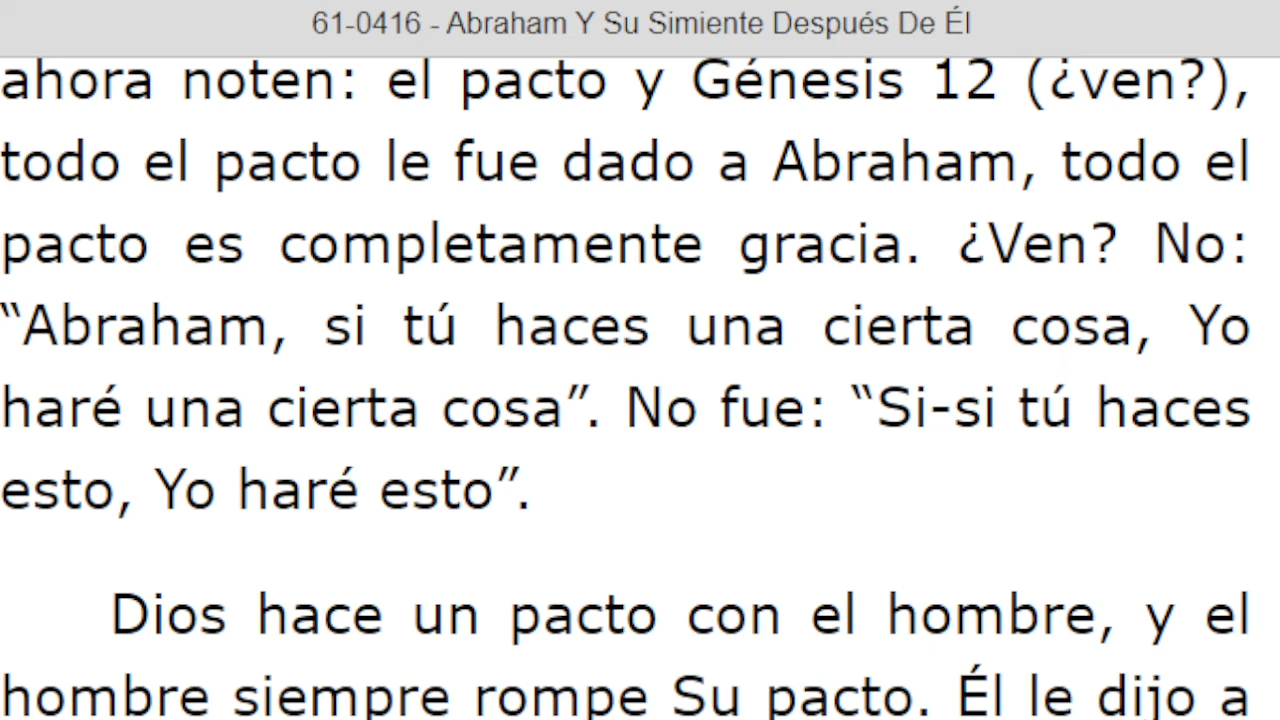 61-0416 - Abraham Y Su Simiente Después De Él
ahora noten: el pacto y Génesis 12 (¿ven?),
todo el pacto le fue dado a Abraham, todo el
pacto es completamente gracia. ¿Ven? No:
“Abraham, si tú haces una cierta cosa, Yo
haré una cierta cosa”. No fue: “Si-si tú haces
esto, Yo haré esto”.
Dios hace un pacto con el hombre, y el
hombre siempre rompe Su pacto. Él le dijo a